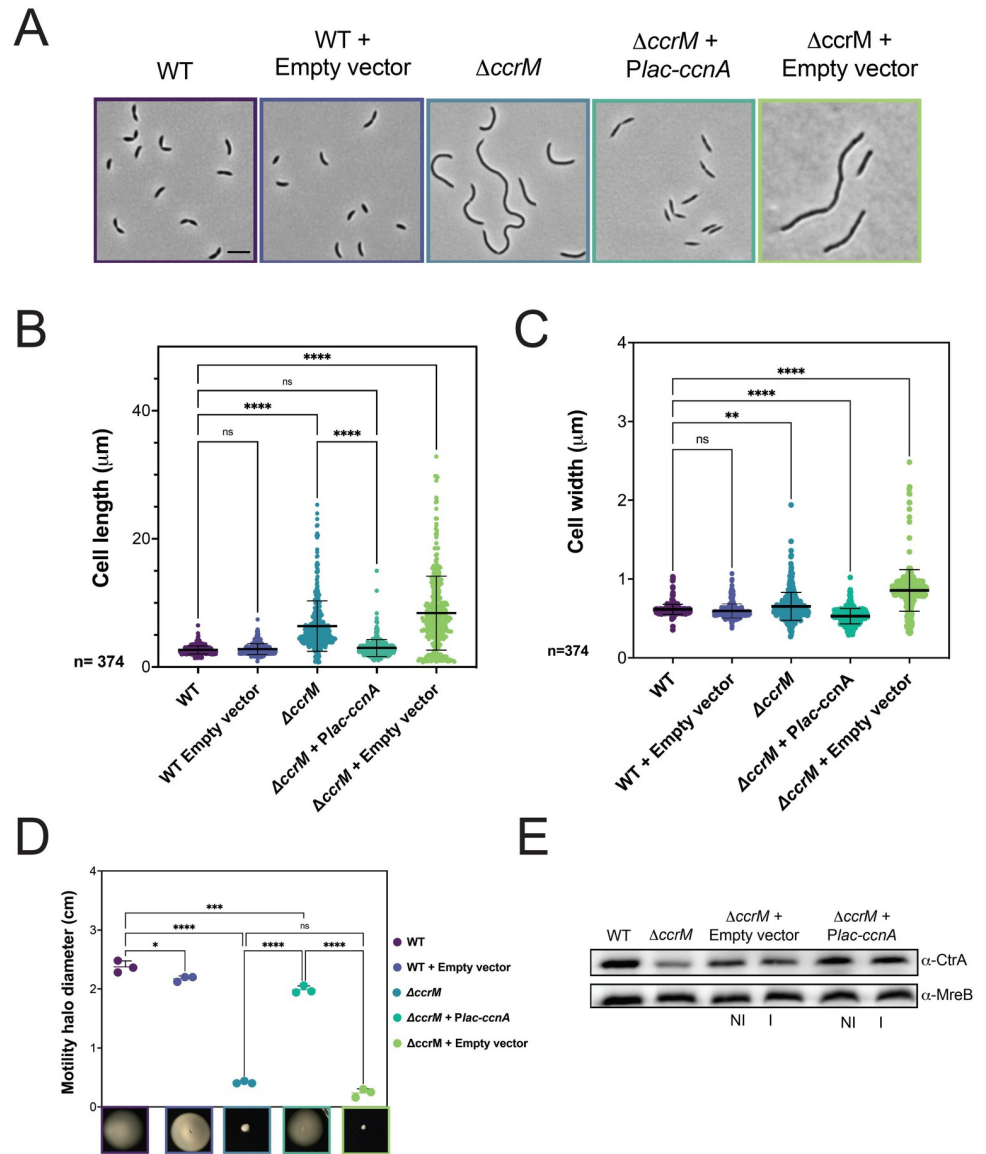 A
WT
WT +
Empty vector
ΔccrM
ΔccrM +
Plac-ccnA
ΔccrM +
Empty vector
B
****
ns
****
****
ns
Cell length (μm)
40
20
0
n= 374
WT
WT Empty vector
ΔccrM
ΔccrM + Plac-ccnA
ΔccrM + Empty vector
C
****
****
**
ns
Cell width (μm)
4
3
2
1
0
n=374
WT
WT + Empty vector
ΔccrM
ΔccrM + Plac-ccnA
ΔccrM + Empty vector
D
Motility halo diameter (cm)
4
3
2
1
0
***
****
ns
*
****
****
WT
WT + Empty vector
ΔccrM
ΔccrM + Plac-ccnA
ΔccrM + Empty vector
E
WT
ΔccrM
ΔccrM +
Empty vector
ΔccrM +
Plac-ccnA
α-CtrA
α-MreB
NI I NI I